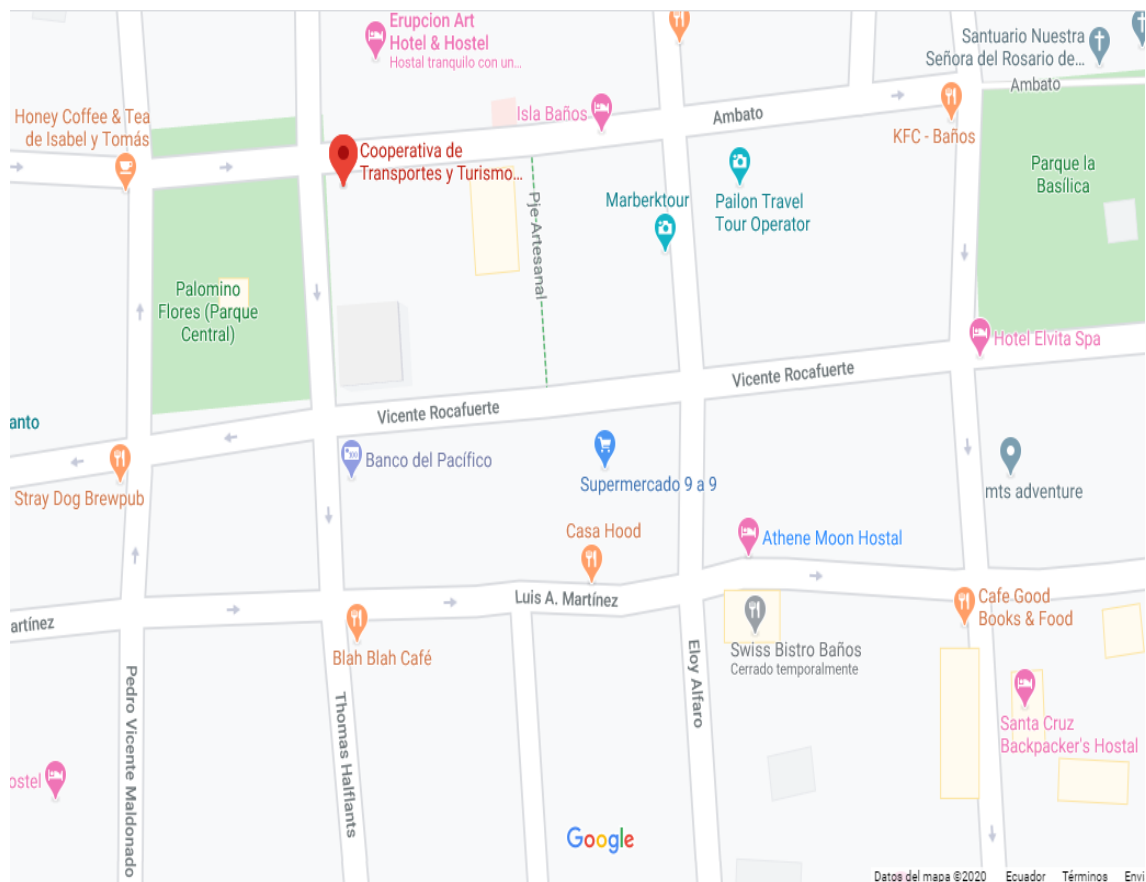 Erupcion Art
Hotel & Hostel
Hostal tranquilo con un...
Santuario Nuestra
Señora del Rosario de...
Ambato
Honey Coffee & Tea
de Isabel y Tomás
Isla Baños
Ambato
KFC - Baños
Cooperativa de
Transportes y Turismo...
Parque la
Basílica
Pje-Artesanal
Marberktour
Pailon Travel
Tour Operator
Palomino
Flores (Parque
Central)
Hotel Elvita Spa
Vicente Rocafuerte
Vicente Rocafuerte
anto
Banco del Pacífico
Supermercado 9 a 9
Stray Dog Brewpub
mts adventure
Casa Hood
Athene Moon Hostal
Luis A. Martínez
Cafe Good
Books & Food
artínez
Blah Blah Café
Swiss Bistro Baños
Cerrado temporalmente
Pedro Vicente Maldonado
Thomas Halflants
Eloy Alfaro
Santa Cruz
Backpacker's Hostal
ostel
Google
Datos del mapa ©2020 Ecuador Términos Envi